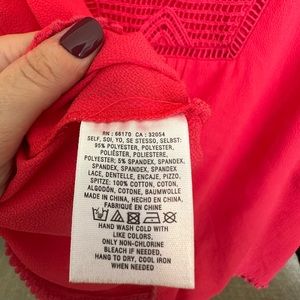 RN : 66170 CA : 32054
SELF, SOI, YO, SE STESSO, SELBST:
95% POLYESTER, POLYESTER,
POLIÉSTER, POLIESTERE,
POLYESTER; 5% SPANDEX, SPANDEX
SPANDEX, SPANDEX, SPANDEX
LACE, DENTELLE, ENCAJE, PIZZO,
SPITZE: 100% COTTON, COTON,
ALGODÓN, COTONE, BAUMWOLLE
MADE IN CHINA, HECHO EN CHINA,
FABRIQUÉ EN CHINE
HAND WASH COLD WITH
LIKE COLORS,
ONLY NON-CHLORINE
BLEACH IF NEEDED,
HANG TO DRY, COOL IRON
WHEN NEEDED